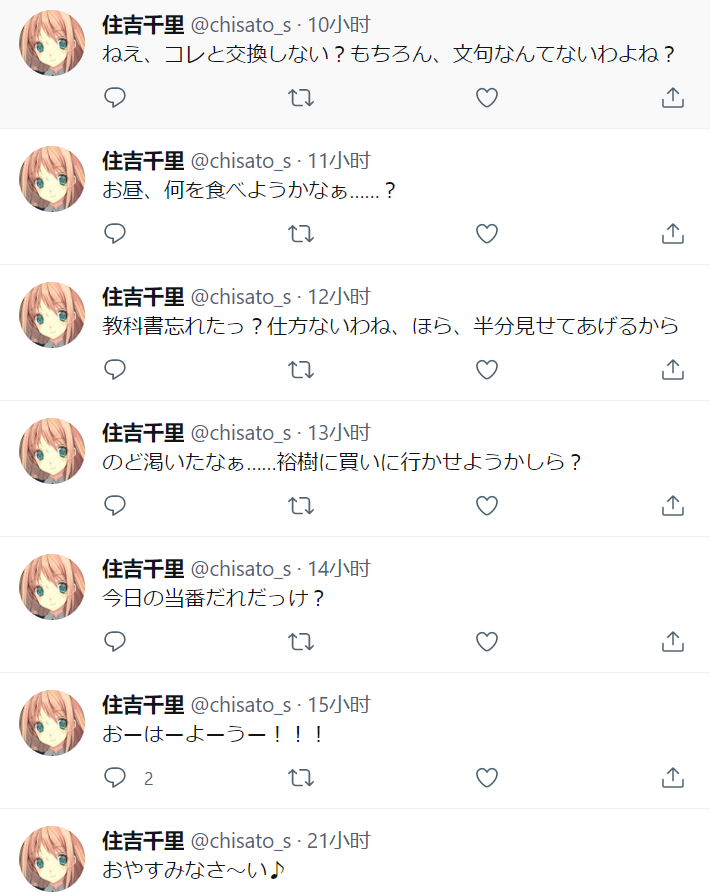 住吉千里 @chisato_s · 10小时
ねえ、コレと交換しない？もちろん、文句なんてないわよね？
住吉千里 @chisato_s · 11小时
お昼、何を食べようかなぁ……？
住吉千里 @chisato_s · 12小时
教科書忘れたっ？仕方ないわね、ほら、半分見せてあげるから
住吉千里 @chisato_s · 13小时
のど渇いたなぁ……裕樹に買いに行かせようかしら？
住吉千里 @chisato_s · 14小时
今日の当番だれだっけ？
住吉千里 @chisato_s · 15小时
おーはーよーうー！！！
2
住吉千里 @chisato_s · 21小时
おやすみなさ～い♪